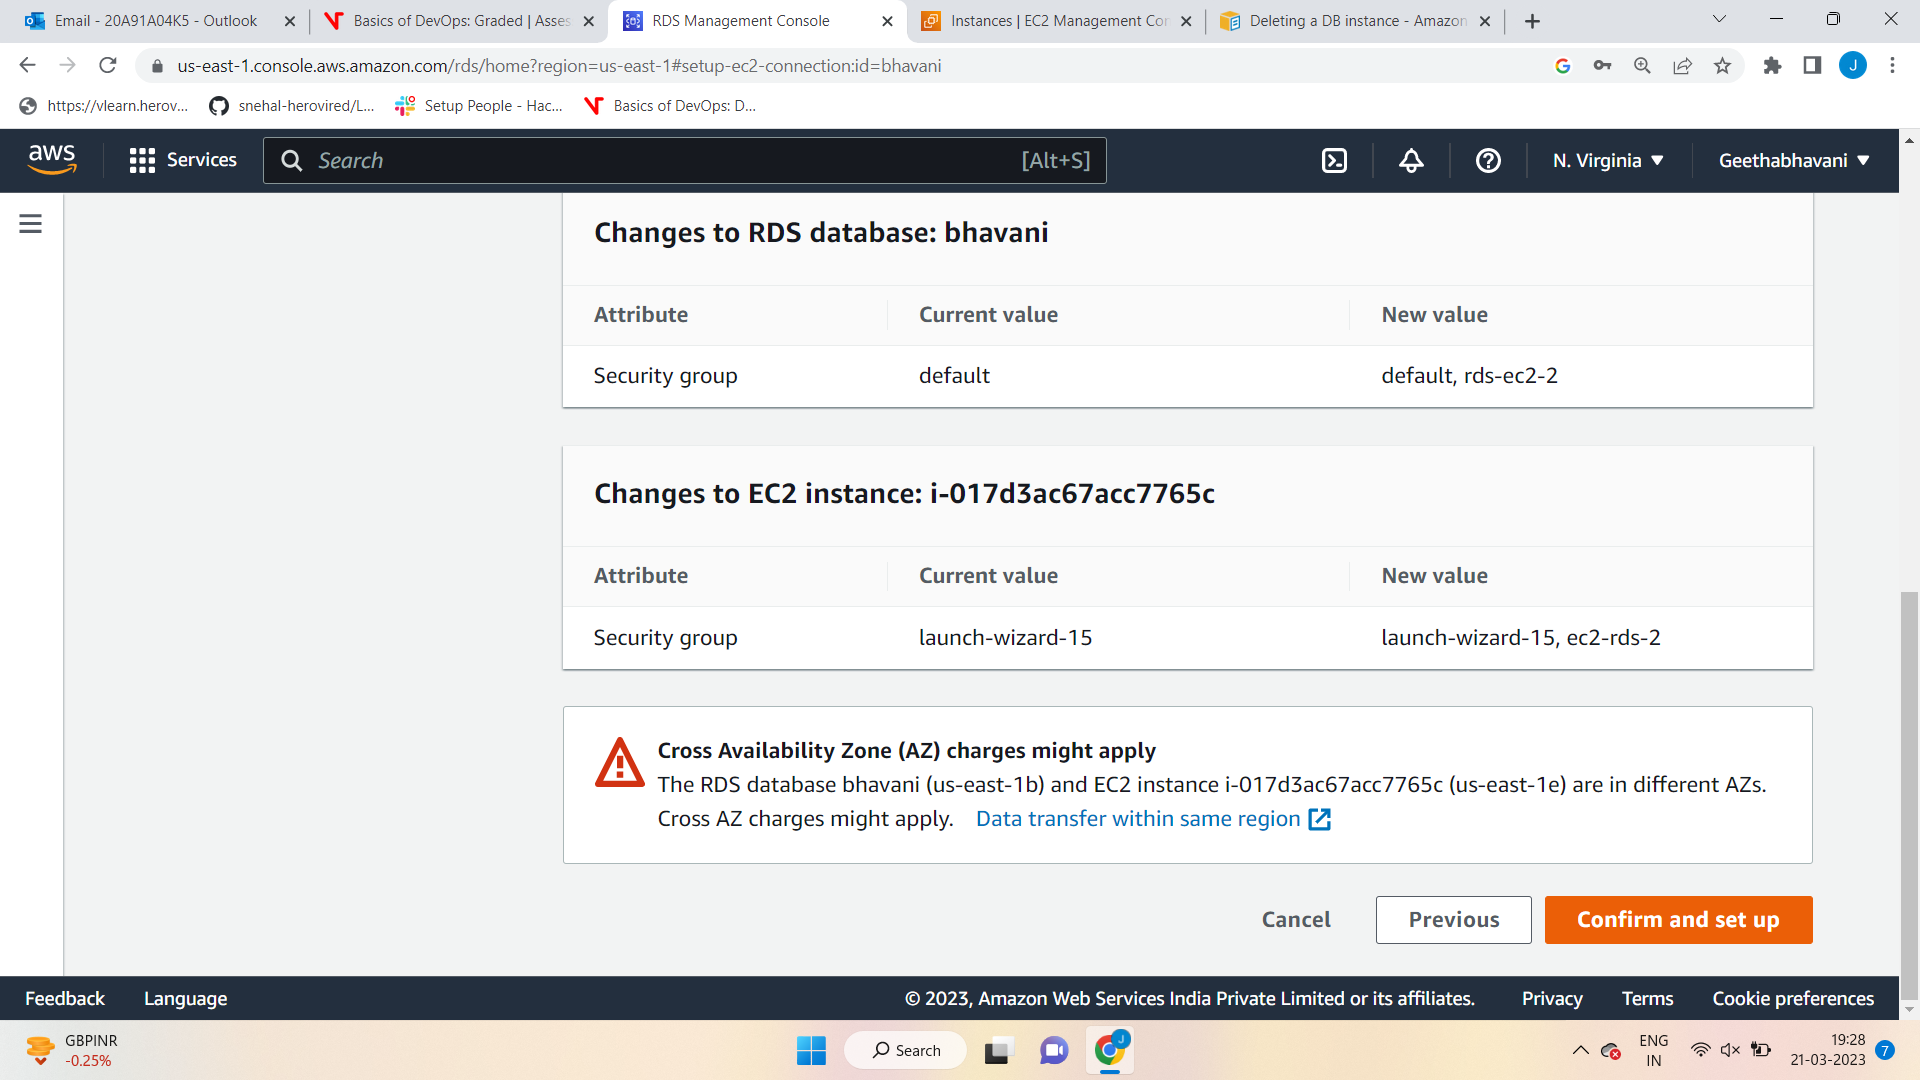 Email - 20A91A04K5 - Outlook
Basics of DevOps: Graded | Asses
RDS Management Console
Instances | EC2 Management Con
Deleting a DB instance - Amazon
us-east-1.console.aws.amazon.com/rds/home?region=us-east-1#setup-ec2-connection:id=bhavani
J
https://vlearn.herov...
snehal-herovired/L...
Setup People - Hac...
Basics of DevOps: D...
aws
Services
Search
[Alt+S]
N. Virginia
Geethabhavani
Changes to RDS database: bhavani
Attribute
Current value
New value
Security group
default
default, rds-ec2-2
Changes to EC2 instance: i-017d3ac67acc7765c
Attribute
Current value
New value
Security group
launch-wizard-15
launch-wizard-15, ec2-rds-2
Cross Availability Zone (AZ) charges might apply
The RDS database bhavani (us-east-1b) and EC2 instance i-017d3ac67acc7765c (us-east-1e) are in different AZs.
Cross AZ charges might apply. Data transfer within same region
Cancel
Previous
Confirm and set up
Feedback
Language
© 2023, Amazon Web Services India Private Limited or its affiliates.
Privacy
Terms
Cookie preferences
GBPINR
-0.25%
Search
J
ENG
IN
19:28
21-03-2023
7